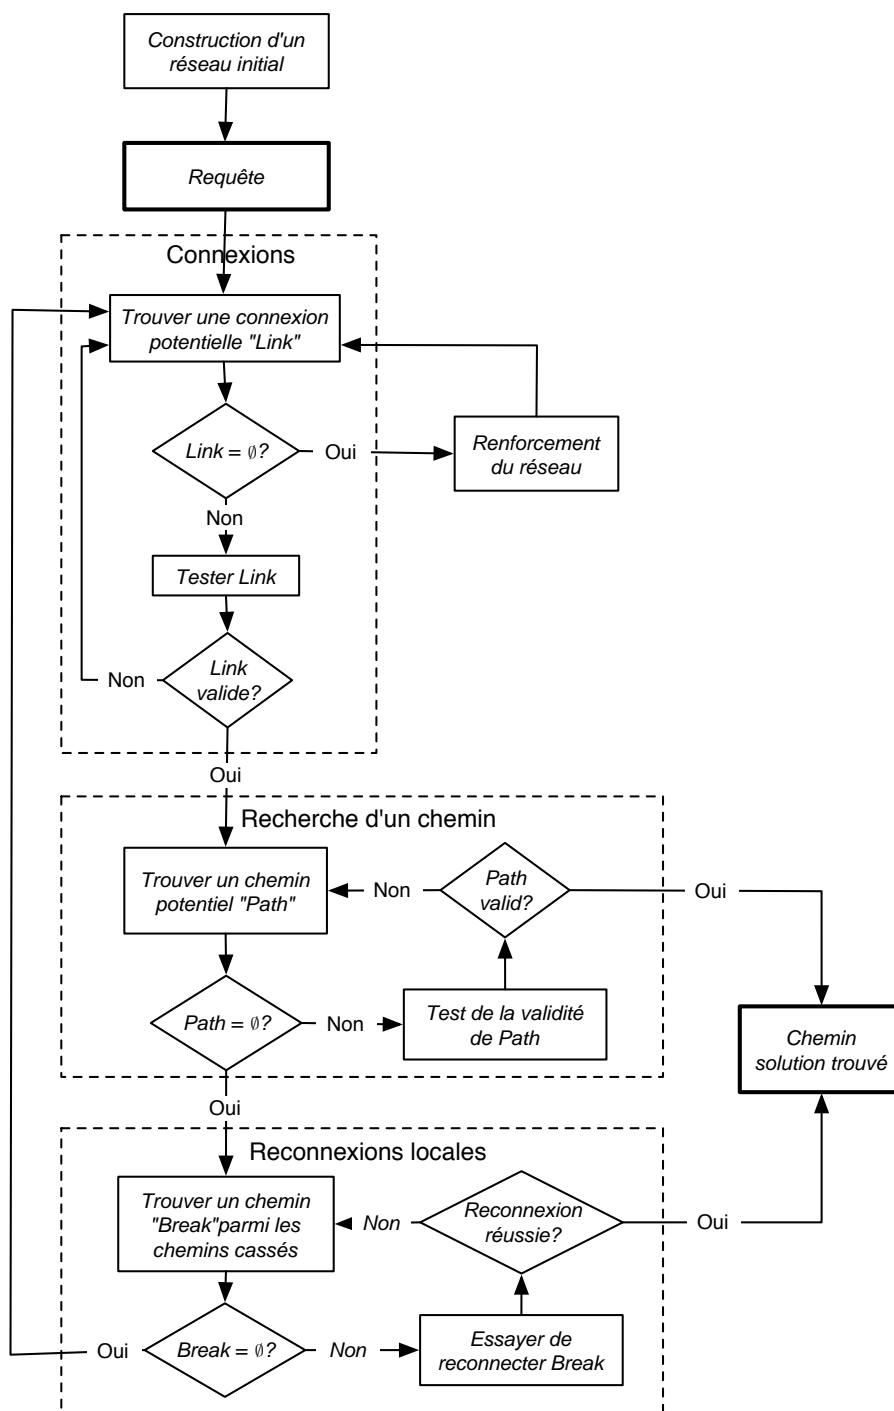 Construction d'un
réseau initial
Requête
Connexions
Trouver une connexion
potentielle "Link"
Link = ∅?
Oui
Renforcement
du réseau
Non
Tester Link
Link
valide?
Non
Oui
Recherche d'un chemin
Trouver un chemin
potentiel "Path"
Non
Path
valid?
Oui
Path = ∅?
Non
Test de la validité
de Path
Chemin
solution trouvé
Oui
Reconnexions locales
Trouver un chemin
"Break"parmi les
chemins cassés
Non
Reconnexion
réussie?
Oui
Oui
Break = ∅?
Non
Essayer de
reconnecter Break